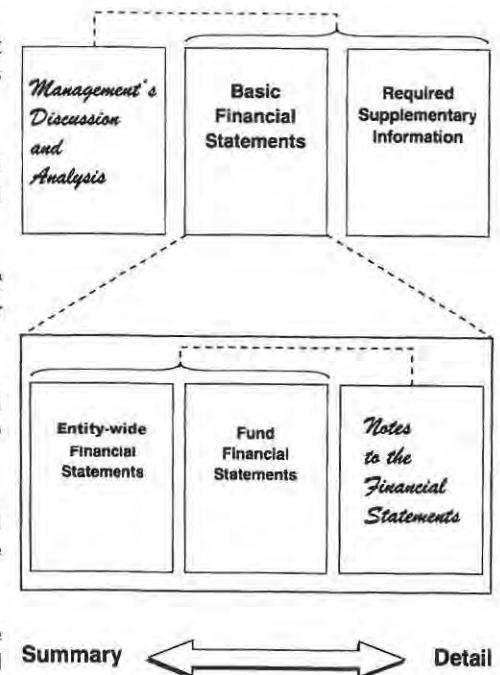 Management's
Discussion
and
Analysis
Basic
Financial
Statements
Required
Supplementary
Information
Entity-wide
Financial
Statements
Fund
Financial
Statements
Notes
to the
Financial
Statements
Summary
Detail